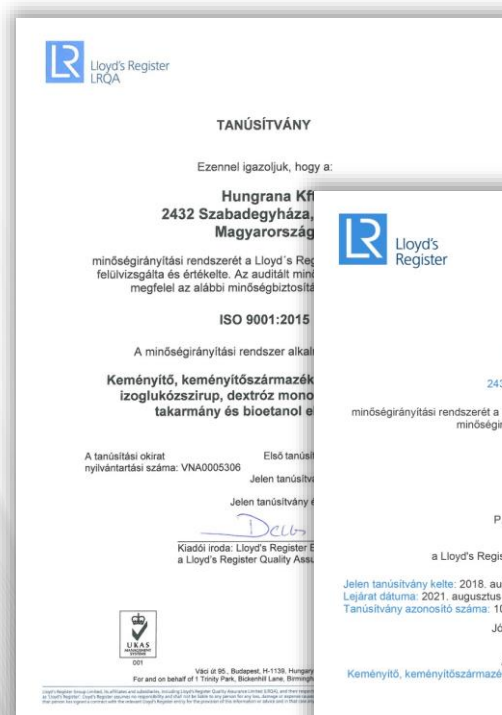 Lloyd's Register
LRQA
TANÚSÍTVÁNY
Ezennel igazoljuk, hogy a:
Hungrana Kft
2432 Szabadegyháza,
Magyarország
minőségirányítási rendszerét a Lloyd's Reg
felülvizsgálta és értékelte. Az auditált minő
megfelel az alábbi minőségbiztosítá
ISO 9001:2015
A minőségirányítási rendszer alkal
Keményítő, keményítőszármazék
izoglukózszirup, dextróz mono
takarmány és bioetanol e
A tanúsítási okirat
nyilvántartási száma: VNA0005306
Első tanúsít
Jelen tanúsítvá
Jelen tanúsítvány é
Kiadói iroda: Lloyd's Register E
a Lloyd's Register Quality Assu
UKAS
MANAGEMENT
SYSTEMS
001
Váci út 95., Budapest, H-1139, Hungary
For and on behalf of 1 Trinity Park, Bickenhill Lane, Birmingh
Lloyd's
Register
243
minőségirányítási rendszerét a
minőségir
P
a Lloyd's Regis
Jelen tanúsítvány kelte: 2018. au
Lejárat dátuma: 2021. augusztus
Tanúsítvány azonosító száma: 10
Jó
Keményítő, keményítőszármazé